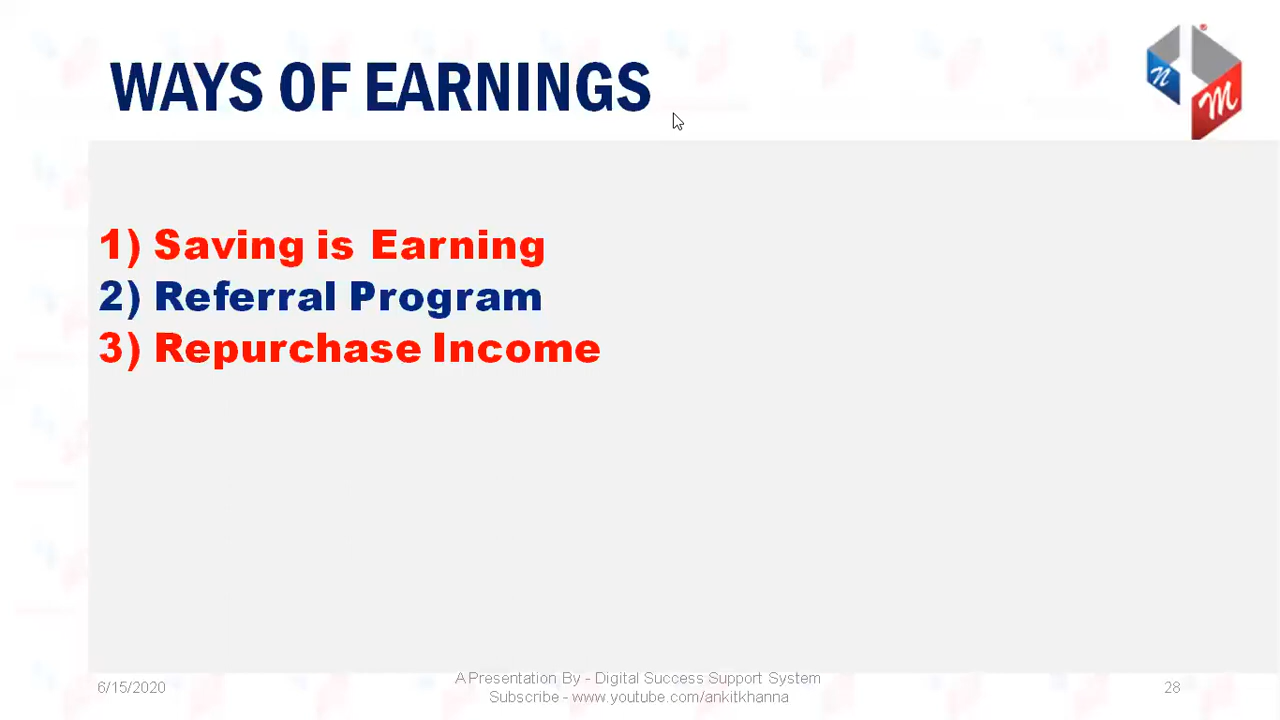 WAYS OF EARNINGS
n
M
1) Saving is Earning
2) Referral Program
3) Repurchase Income
6/15/2020
A Presentation By - Digital Success Support System
Subscribe - www.youtube.com/ankitkhanna
28